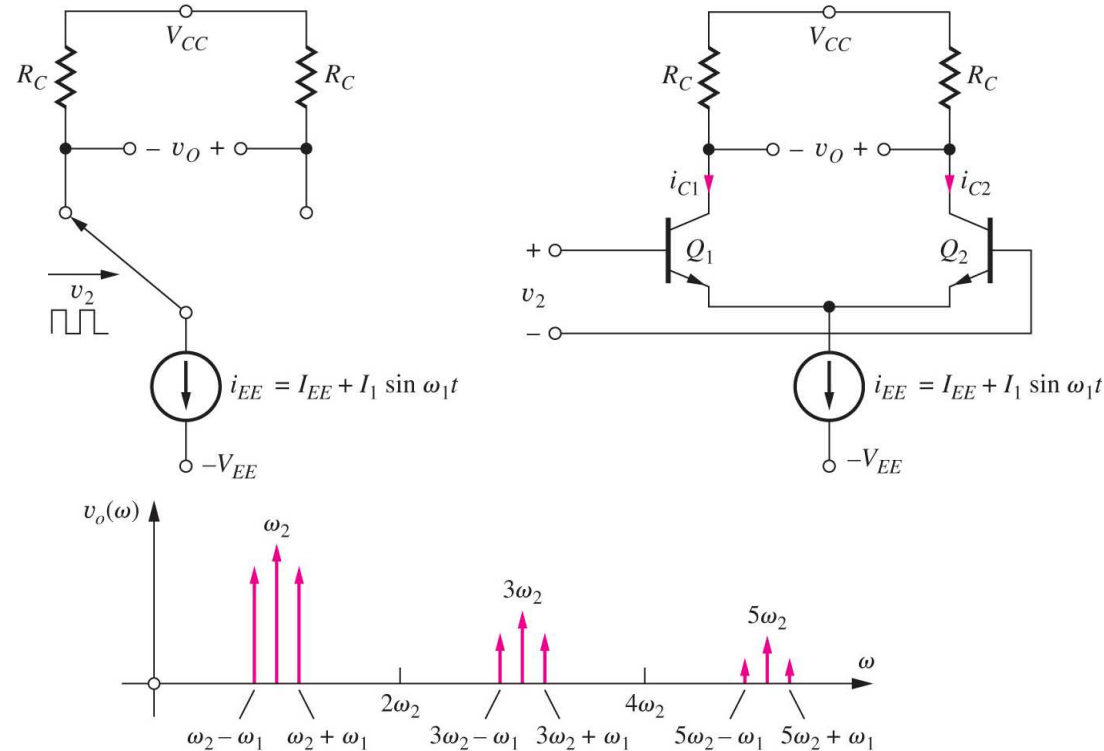 V_CC
R_C
R_C
− v_O +
v_2
i_EE = I_EE + I_1 sin ω_1t
−V_EE
V_CC
R_C
R_C
− v_O +
i_C1
i_C2
+
Q_1
Q_2
v_2
−
i_EE = I_EE + I_1 sin ω_1t
−V_EE
v_o(ω)
ω_2
3ω_2
5ω_2
ω
2ω_2
4ω_2
ω_2 − ω_1
ω_2 + ω_1
3ω_2 − ω_1
3ω_2 + ω_1
5ω_2 − ω_1
5ω_2 + ω_1